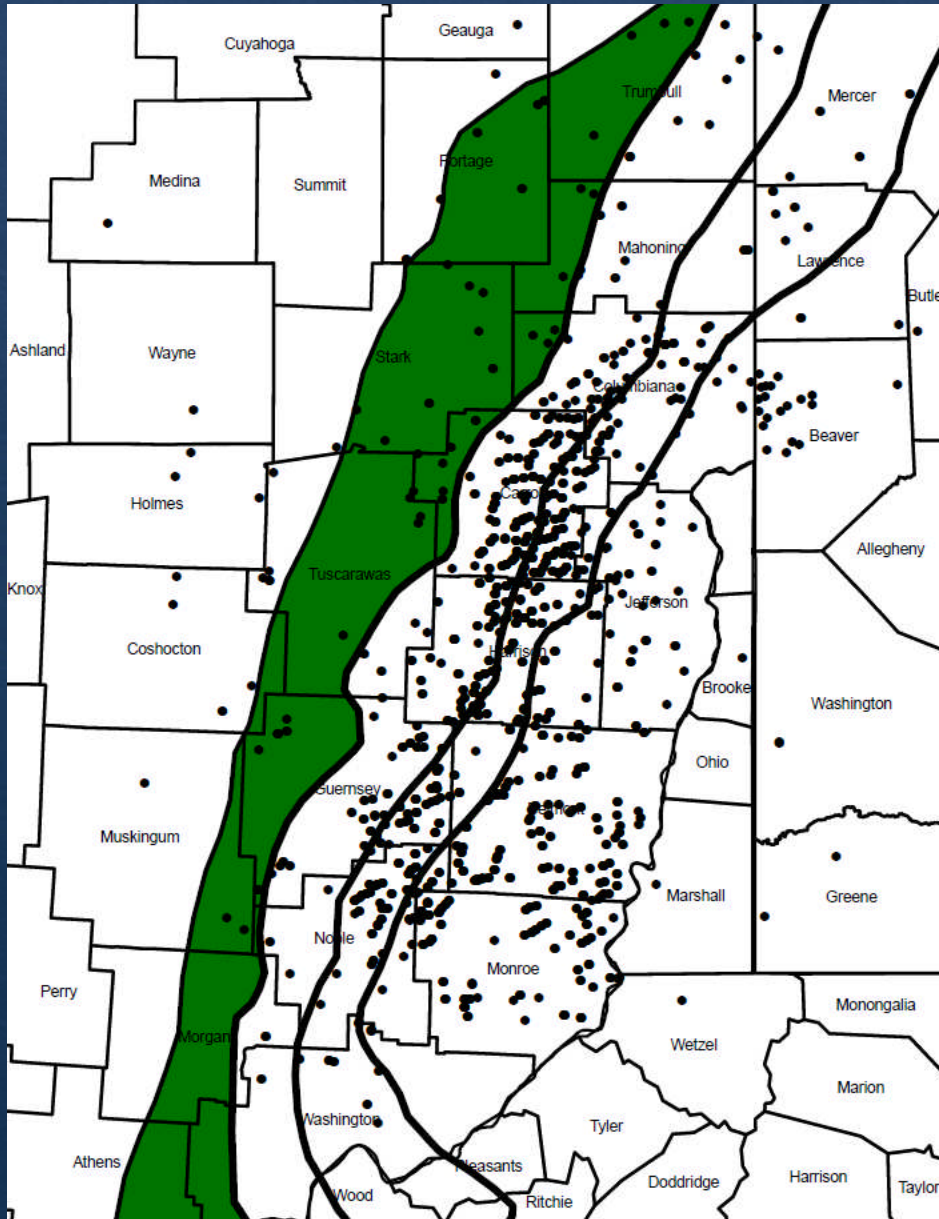 Geauga
Cuyahoga
Trumbull
Mercer
Portage
Medina
Summit
Mahoning
Lawrence
Butle
Ashland
Wayne
Stark
Columbiana
Beaver
Holmes
Carroll
Allegheny
Knox
Tuscarawas
Jefferson
Coshocton
Harrison
Brooke
Washington
Ohio
Guernsey
Belmont
Muskingum
Marshall
Greene
Noble
Monroe
Perry
Monongalia
Morgan
Wetzel
Marion
Washington
Tyler
Athens
Pleasants
Harrison
Doddridge
Taylor
Wood
Ritchie